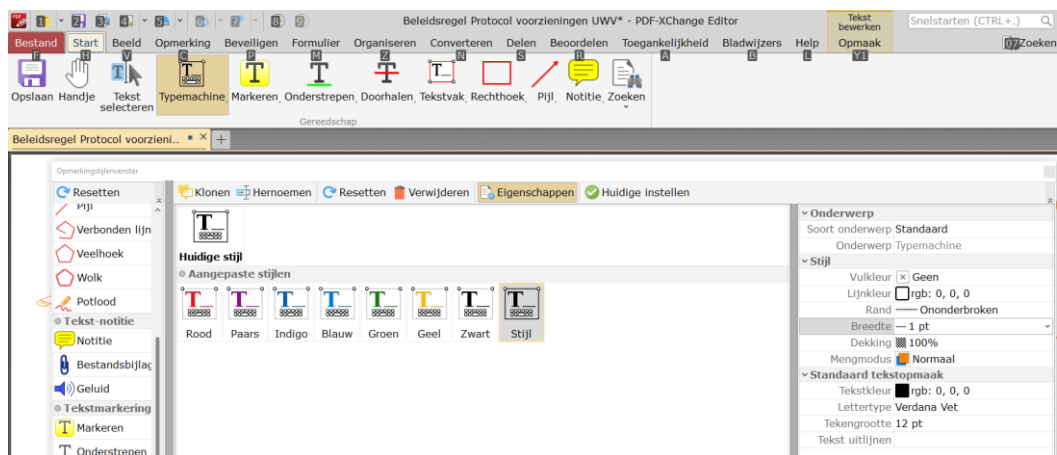 Beleidsregel Protocol voorzieningen UWV* - PDF-XChange Editor
Tekst bewerken
Snelstarten (CTRL+.)
Bestand Start Beeld Opmerking Beveiligen Formulier Organiseren Converteren Delen Beoordelen Toegankelijkheid Bladwijzers Help Opmaak Zoeken
F H V C P M N S R A B L Y1
Opslaan Handje Tekst selecteren Typemachine Markeren Onderstrepen Doorhalen Tekstvak Rechthoek Pijl Notitie Zoeken
Gereedschap
Beleidsregel Protocol voorzieni.. * × +
Opmerkingstijlenvenster
Resetten
Klonen Hernoemen Resetten Verwijderen Eigenschappen Huidige instellen
Pijl
Verbonden lijn
Veelhoek
Wolk
Potlood
Tekst-notitie
Notitie
Bestandsbijlag
Geluid
Tekstmarkering
Markeren
Onderstrepen
Huidige stijl
Aangepaste stijlen
Rood Paars Indigo Blauw Groen Geel Zwart Stijl
Onderwerp
Soort onderwerp Standaard
Onderwerp Typemachine
Stijl
Vulkleur Geen
Lijnkleur rgb: 0, 0, 0
Rand Ononderbroken
Breedte 1 pt
Dekking 100%
Mengmodus Normaal
Standaard tekstopmaak
Tekstkleur rgb: 0, 0, 0
Lettertype Verdana Vet
Tekengrootte 12 pt
Tekst uitlijnen